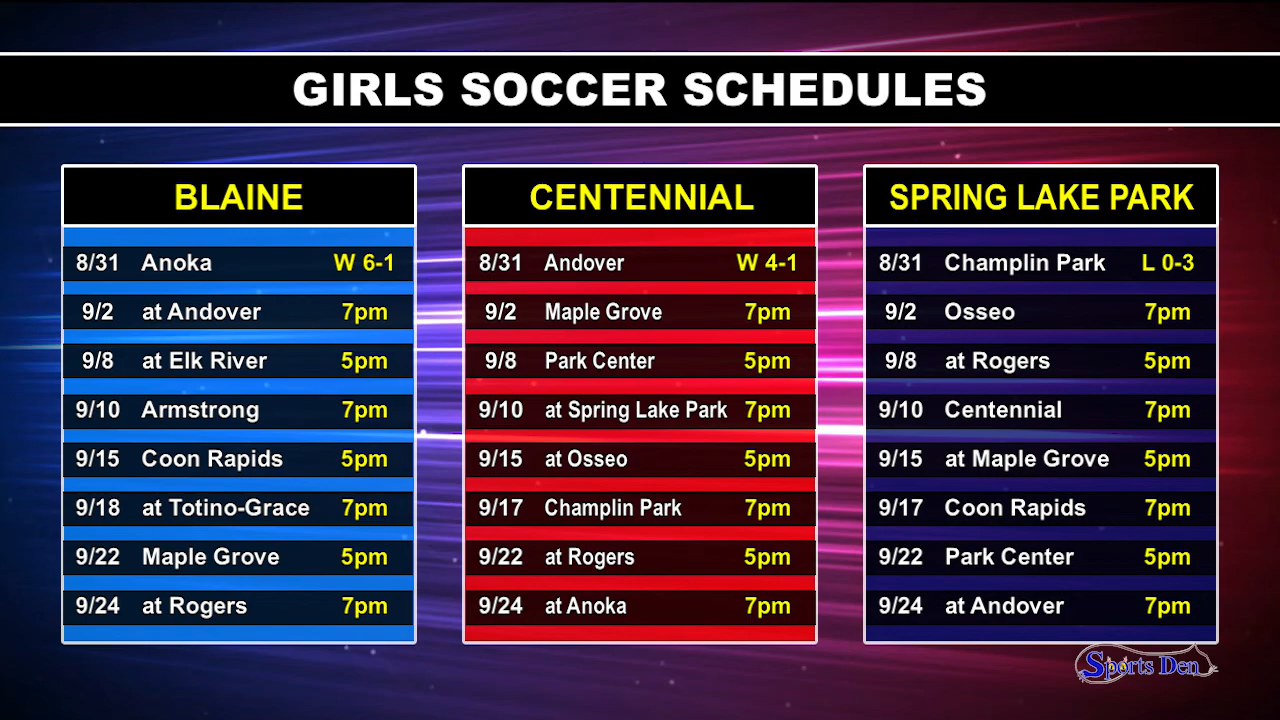 GIRLS SOCCER SCHEDULES
BLAINE
8/31 Anoka W 6-1
9/2 at Andover 7pm
9/8 at Elk River 5pm
9/10 Armstrong 7pm
9/15 Coon Rapids 5pm
9/18 at Totino-Grace 7pm
9/22 Maple Grove 5pm
9/24 at Rogers 7pm
CENTENNIAL
8/31 Andover W 4-1
9/2 Maple Grove 7pm
9/8 Park Center 5pm
9/10 at Spring Lake Park 7pm
9/15 at Osseo 5pm
9/17 Champlin Park 7pm
9/22 at Rogers 5pm
9/24 at Anoka 7pm
SPRING LAKE PARK
8/31 Champlin Park L 0-3
9/2 Osseo 7pm
9/8 at Rogers 5pm
9/10 Centennial 7pm
9/15 at Maple Grove 5pm
9/17 Coon Rapids 7pm
9/22 Park Center 5pm
9/24 at Andover 7pm
Sports Den